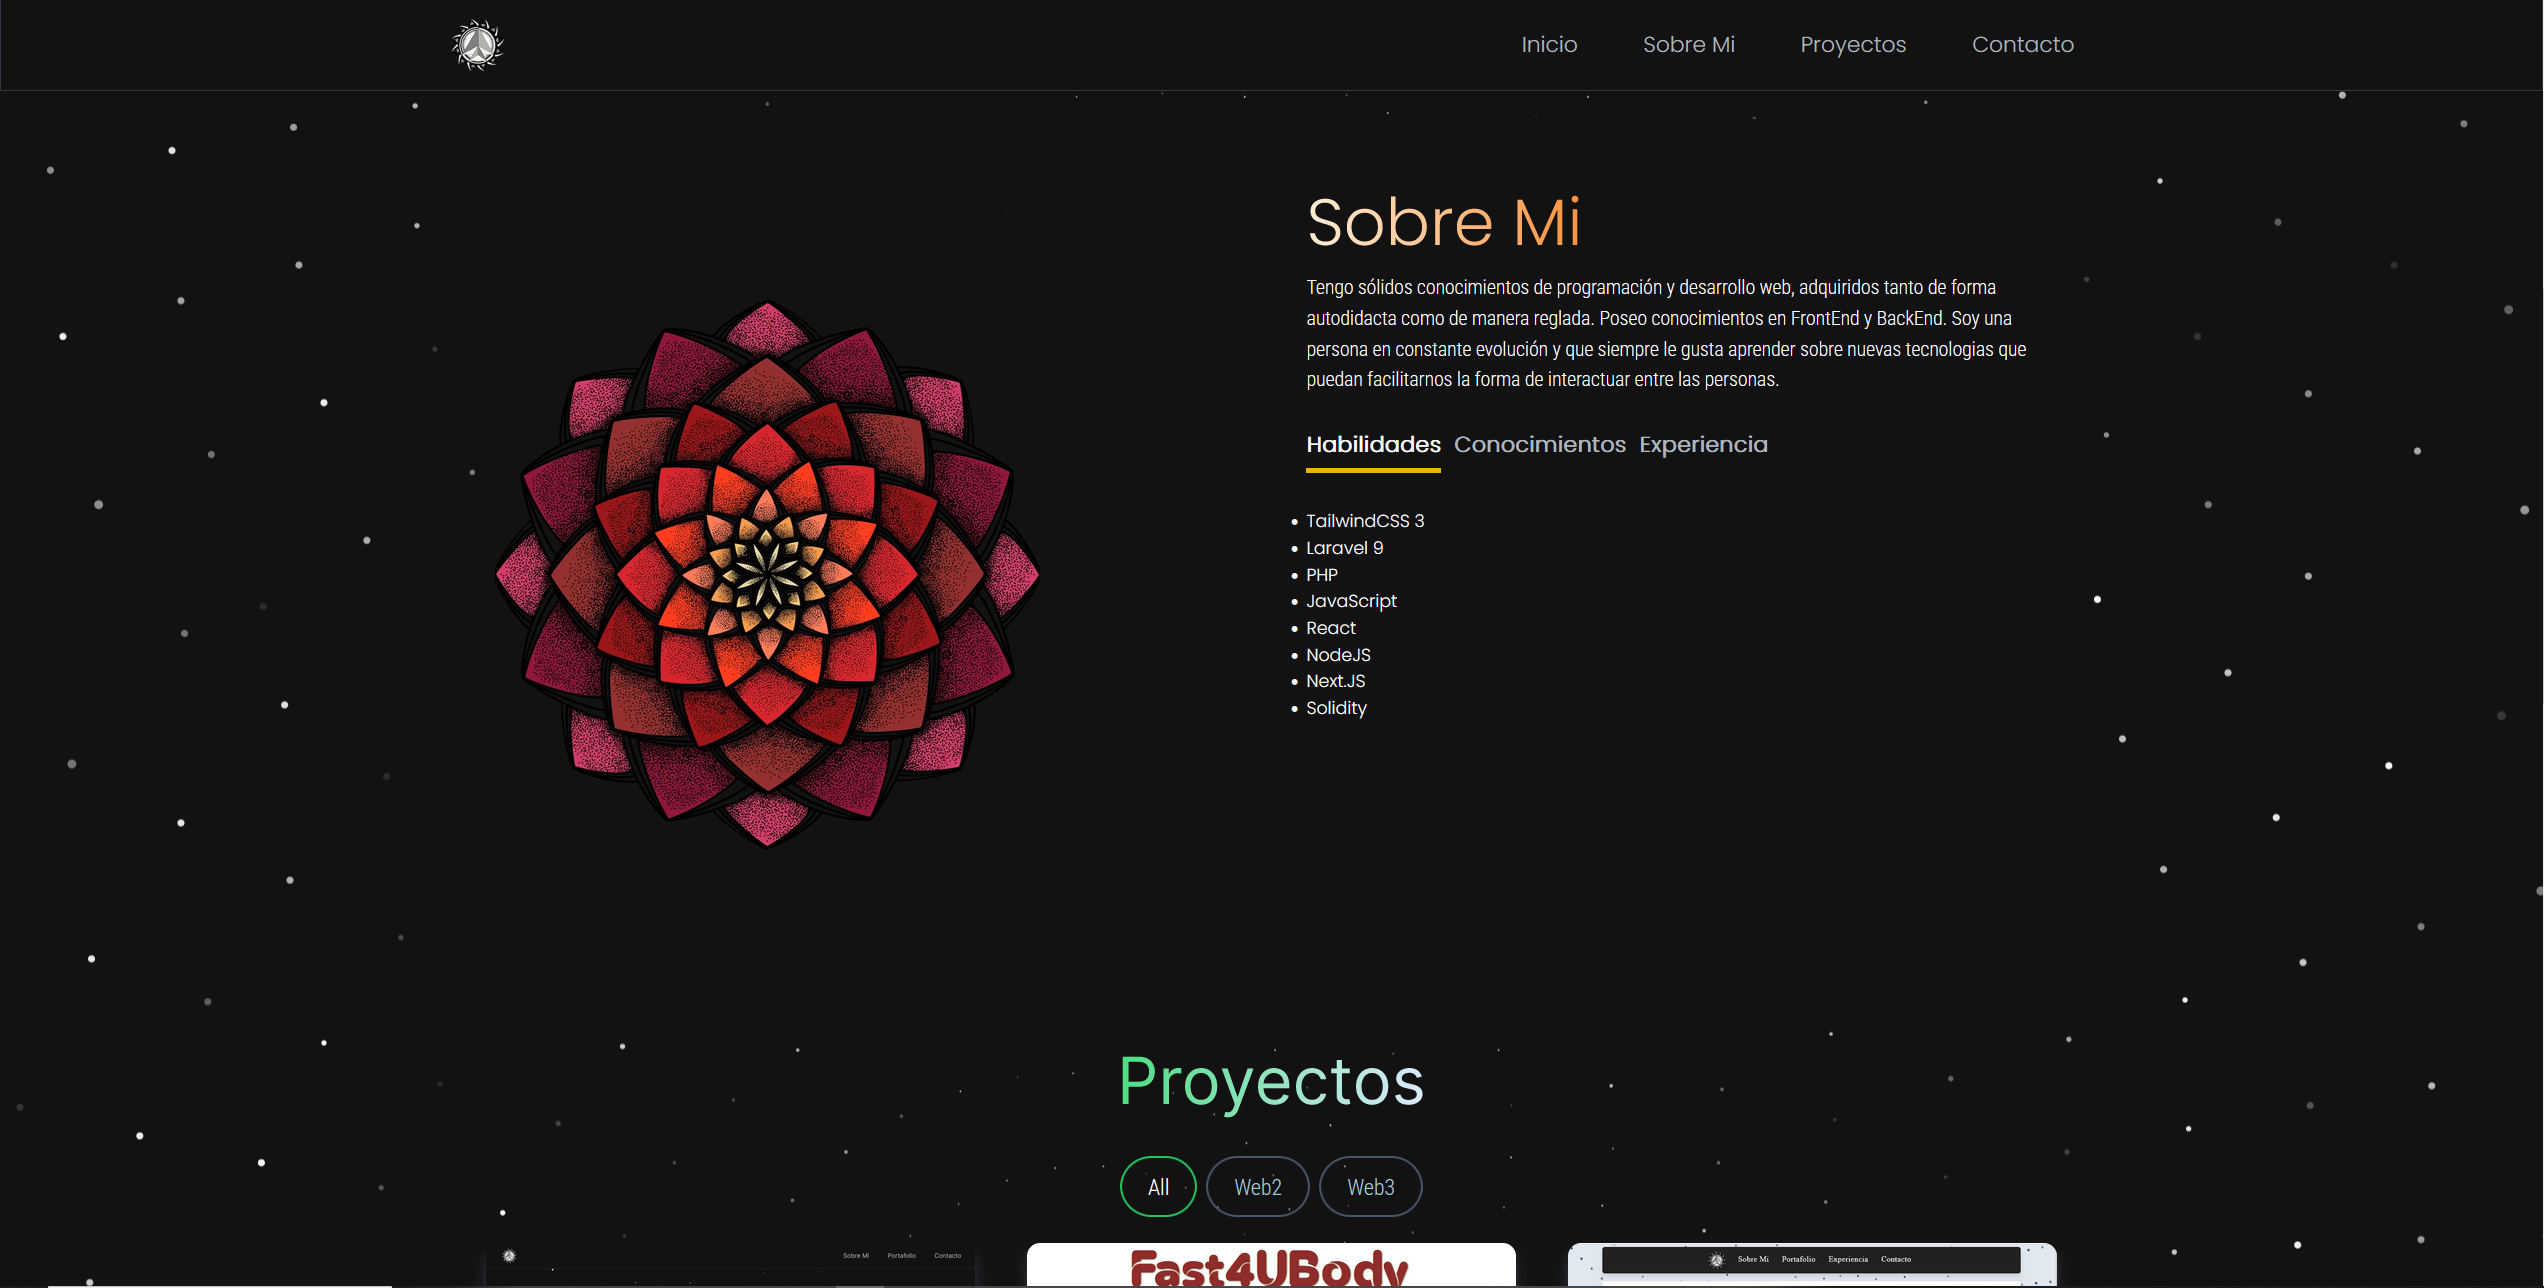 Inicio Sobre Mi Proyectos Contacto
Sobre Mi
Tengo sólidos conocimientos de programación y desarrollo web, adquiridos tanto de forma
autodidacta como de manera reglada. Poseo conocimientos en FrontEnd y BackEnd. Soy una
persona en constante evolución y que siempre le gusta aprender sobre nuevas tecnologias que
puedan facilitarnos la forma de interactuar entre las personas.
Habilidades Conocimientos Experiencia
TailwindCSS 3
Laravel 9
PHP
JavaScript
React
NodeJS
Next.JS
Solidity
Proyectos
All Web2 Web3
Sobre Mi Portafolio Contacto
Fast4UBody
Sobre Mi Portafolio Experiencia Contacto